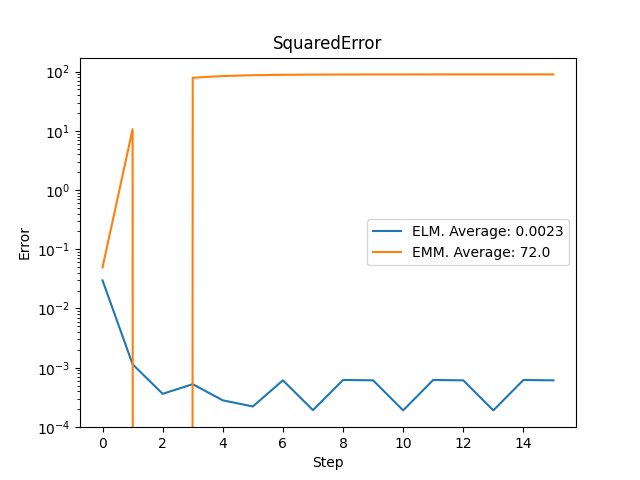 SquaredError
10²
10¹
10⁰
10⁻¹
10⁻²
10⁻³
10⁻⁴
Error
ELM. Average: 0.0023
EMM. Average: 72.0
0 2 4 6 8 10 12 14
Step